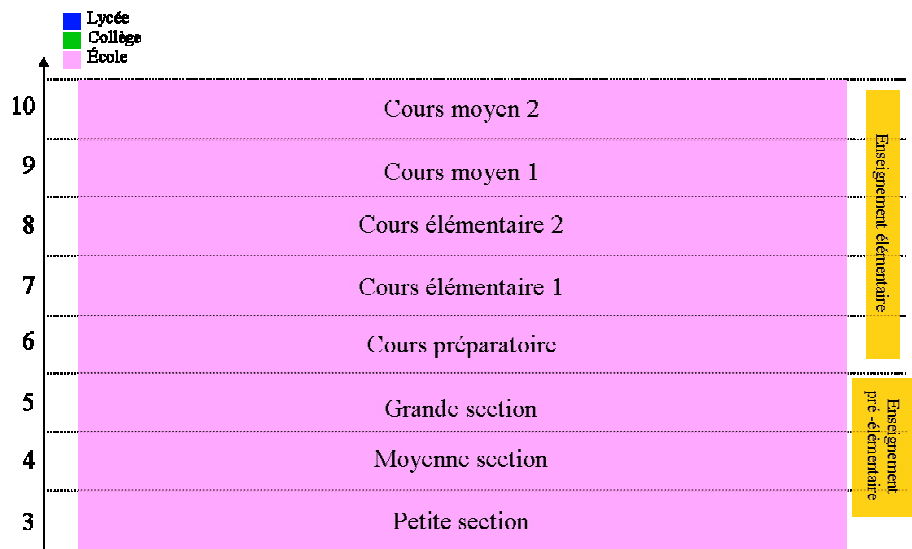 Lycée
Collège
École
10
Cours moyen 2
9
Cours moyen 1
8
Cours élémentaire 2
7
Cours élémentaire 1
6
Cours préparatoire
Enseignement élémentaire
5
Grande section
4
Moyenne section
3
Petite section
Enseignement
pré -élémentaire